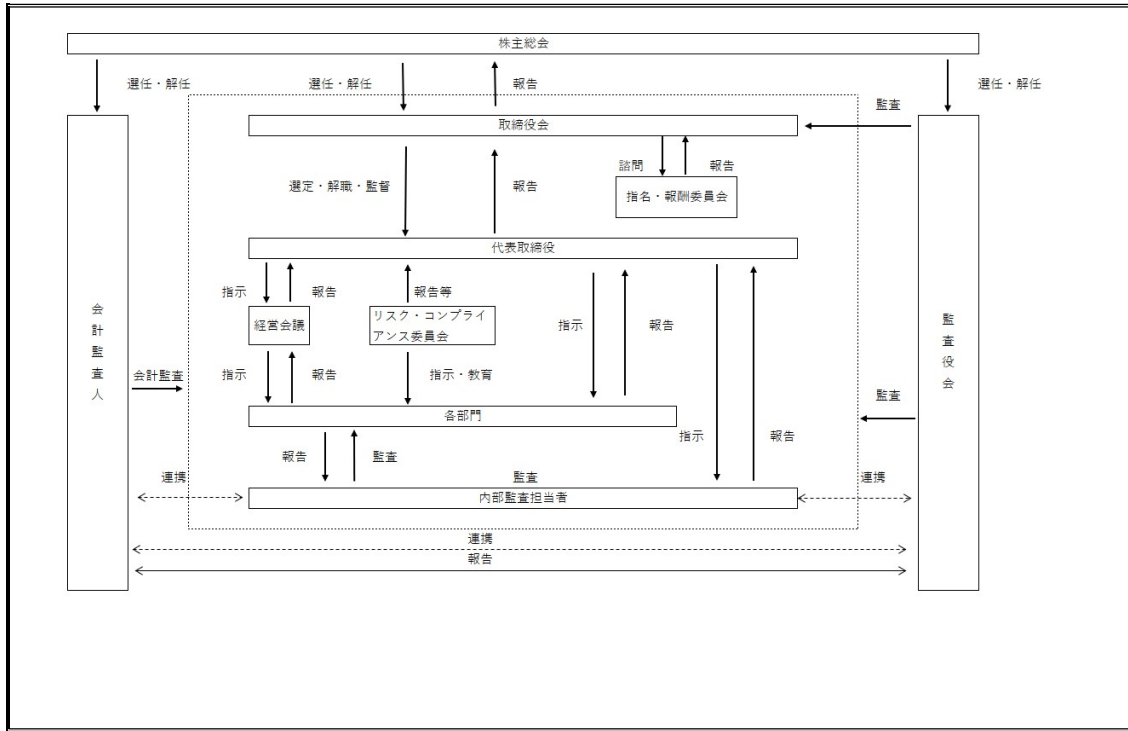 株主総会
選任・解任
選任・解任
報告
選任・解任
監査
取締役会
諮問
報告
選定・解職・監督
報告
指名・報酬委員会
代表取締役
指示
報告
報告等
経営会議
リスク・コンプライ
アンス委員会
指示
報告
会計監査人
監査役会
会計監査
指示
報告
指示・教育
監査
各部門
指示
報告
報告
監査
監査
連携
連携
内部監査担当者
連携
報告